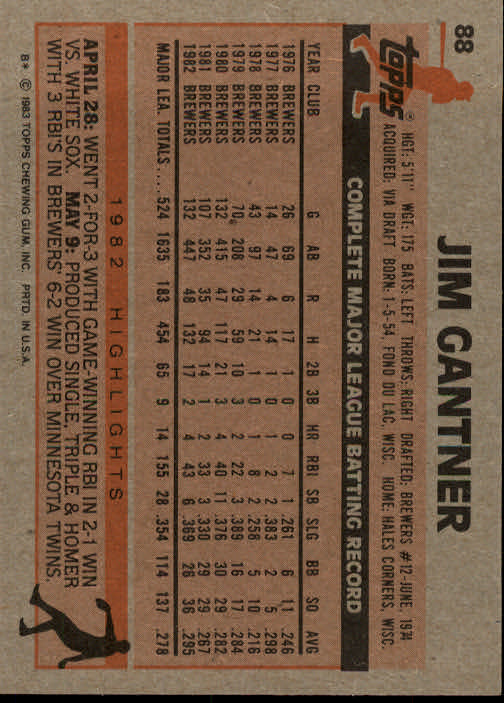 88
JIM GANTNER
topps®
HGT: 5'11" WGT: 175 BATS: LEFT THROWS: RIGHT DRAFTED: BREWERS #12-JUNE, 1974
ACQUIRED: VIA DRAFT BORN: 1-5-54, FOND DU LAC, WISC. HOME: HALES CORNERS, WISC.
COMPLETE MAJOR LEAGUE BATTING RECORD
YEAR CLUB G AB R H 2B 3B HR RBI SB SLG BB SO AVG
1976 BREWERS 26 69 6 17 1 0 0 7 1 .261 6 11 .246
1977 BREWERS 14 47 4 14 1 0 1 2 2 .383 2 5 .298
1978 BREWERS 43 97 14 21 1 0 1 8 2 .258 5 10 .216
1979 BREWERS 70 208 29 59 10 3 2 22 3 .389 16 17 .284
1980 BREWERS 132 415 47 117 21 3 4 40 11 .376 30 29 .282
1981 BREWERS 107 352 35 94 14 1 2 33 3 .330 29 29 .267
1982 BREWERS 132 447 48 132 17 2 4 43 6 .369 26 36 .295
MAJOR LEA. TOTALS.... 524 1635 183 454 65 9 14 155 28 .354 114 137 .278
1982 HIGHLIGHTS
APRIL 28: WENT 2-FOR-3 WITH GAME-WINNING RBI IN 2-1 WIN
VS. WHITE SOX. MAY 9: PRODUCED SINGLE, TRIPLE & HOMER
WITH 3 RBI'S IN BREWERS' 6-2 WIN OVER MINNESOTA TWINS.
B* © 1983 TOPPS CHEWING GUM, INC. PRTD. IN U.S.A.